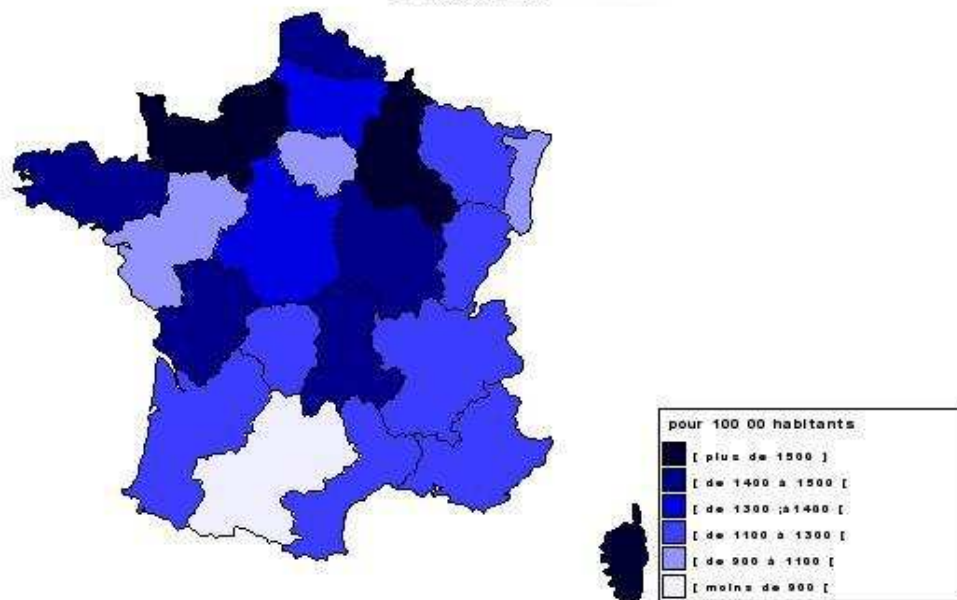 pour 100 00 habitants
[ plus de 1500 ]
[ de 1400 à 1500 [
[ de 1300 ;à1400 [
[ de 1100 à 1300 [
[ de 900 à 1100 [
[ moins de 900 [